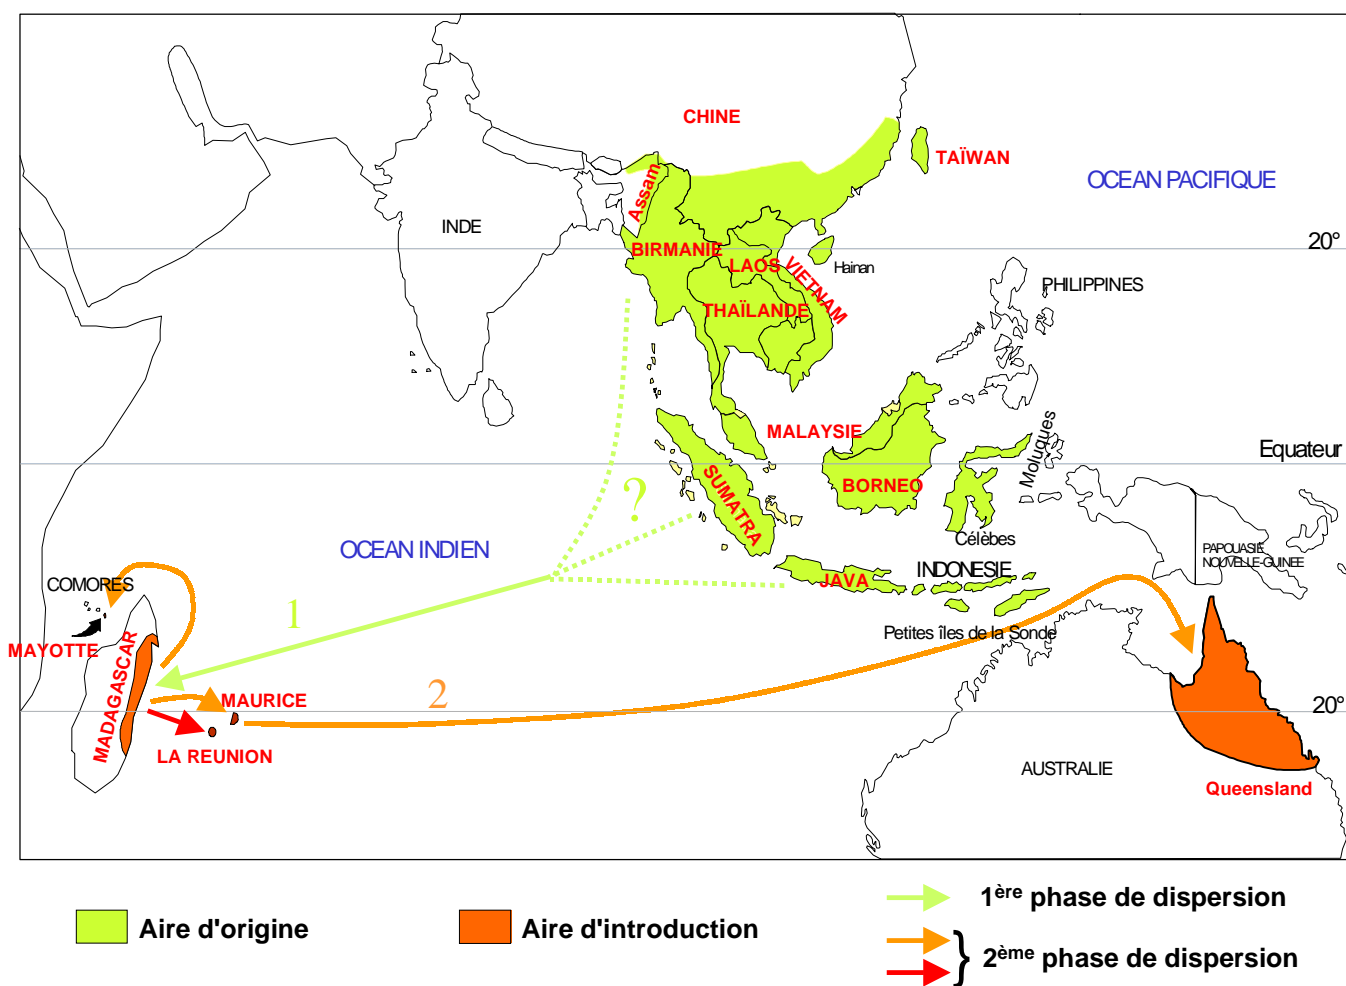 CHINE
TAÏWAN
OCEAN PACIFIQUE
Assam
INDE
BIRMANIE
20°
LAOS
VIETNAM
Hainan
PHILIPPINES
THAÏLANDE
MALAYSIE
Moluques
Equateur
?
SUMATRA
BORNEO
OCEAN INDIEN
Célèbes
PAPOUASIE
NOUVELLE-GUINEE
COMORES
JAVA
INDONESIE
1
MAYOTTE
MADAGASCAR
Petites îles de la Sonde
MAURICE
2
20°
LA REUNION
AUSTRALIE
Queensland
Aire d'origine
Aire d'introduction
1ère phase de dispersion
} 2ème phase de dispersion